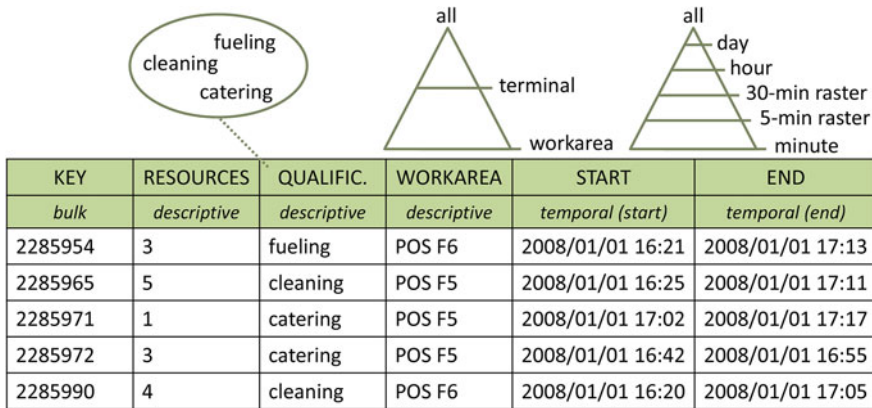 fueling
cleaning
catering
all
terminal
workarea
all
day
hour
30-min raster
5-min raster
minute
KEY RESOURCES QUALIFIC. WORKAREA START END
bulk descriptive descriptive descriptive temporal (start) temporal (end)
2285954 3 fueling POS F6 2008/01/01 16:21 2008/01/01 17:13
2285965 5 cleaning POS F5 2008/01/01 16:25 2008/01/01 17:11
2285971 1 catering POS F5 2008/01/01 17:02 2008/01/01 17:17
2285972 3 catering POS F5 2008/01/01 16:42 2008/01/01 16:55
2285990 4 cleaning POS F6 2008/01/01 16:20 2008/01/01 17:05